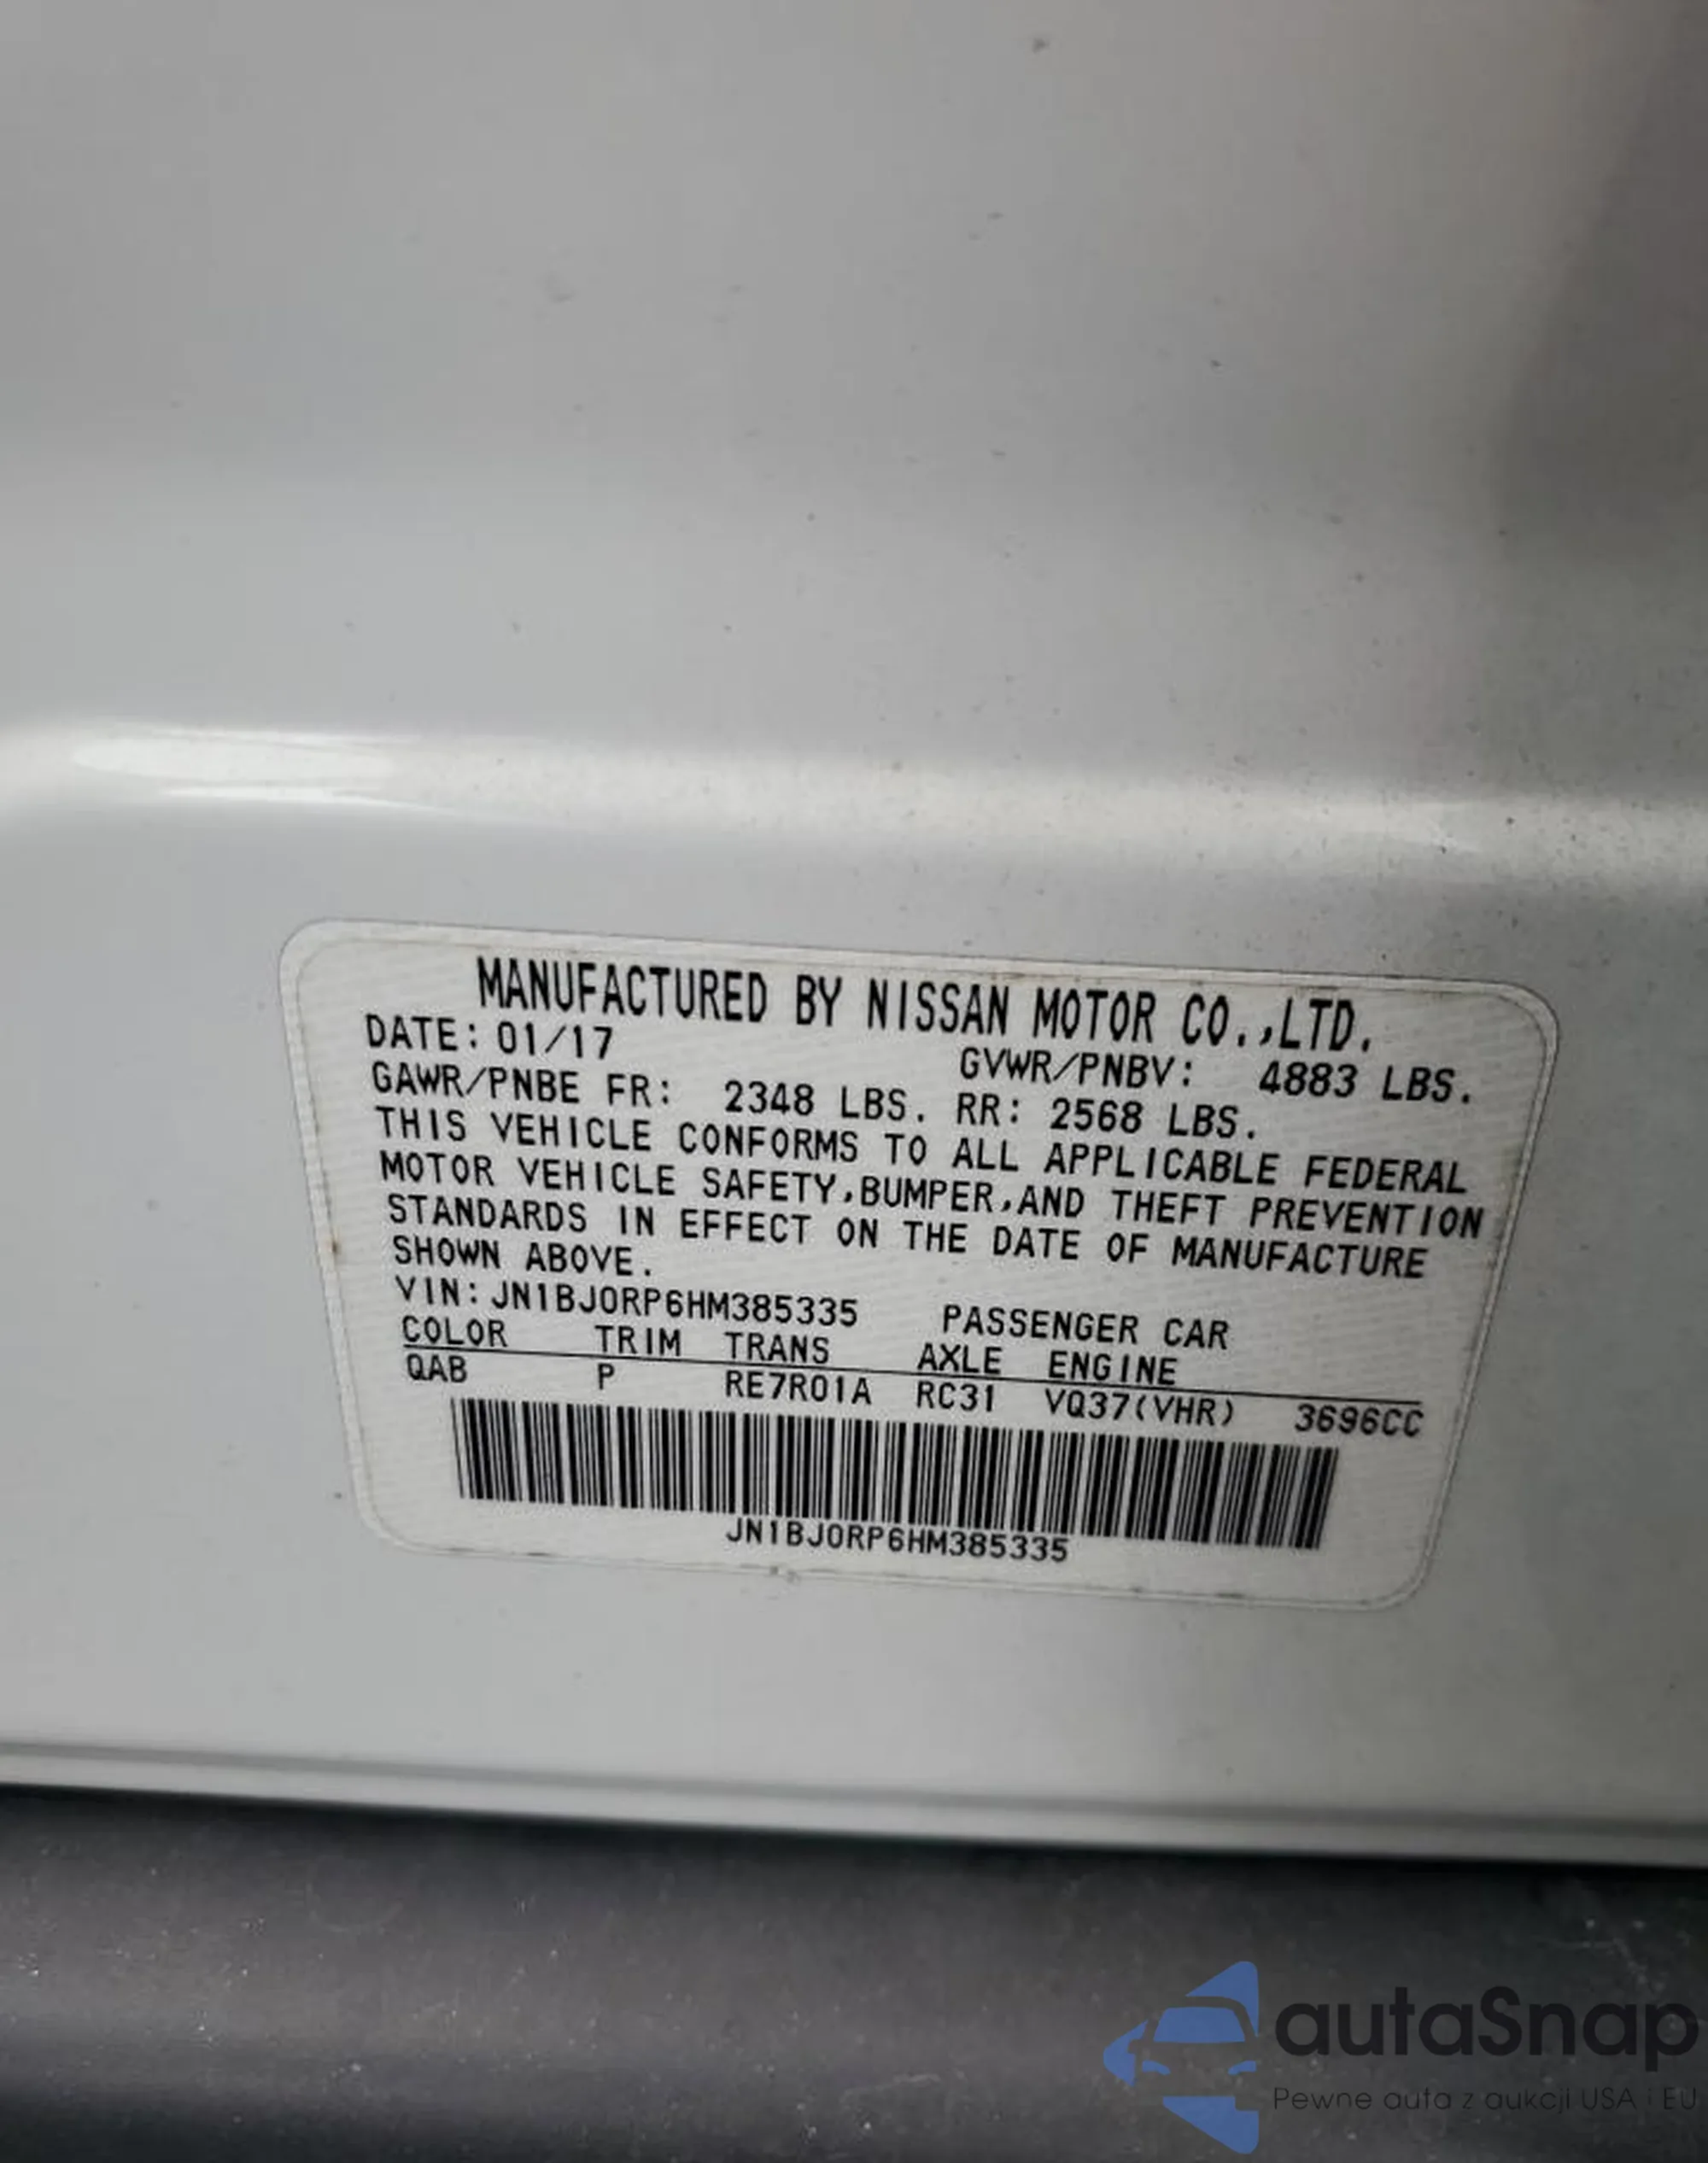 MANUFACTURED BY NISSAN MOTOR CO.,LTD.
DATE: 01/17 GVWR/PNBV: 4883 LBS.
GAWR/PNBE FR: 2348 LBS. RR: 2568 LBS.
THIS VEHICLE CONFORMS TO ALL APPLICABLE FEDERAL
MOTOR VEHICLE SAFETY,BUMPER,AND THEFT PREVENTION
STANDARDS IN EFFECT ON THE DATE OF MANUFACTURE
SHOWN ABOVE.
VIN: JN1BJ0RP6HM385335 PASSENGER CAR
COLOR TRIM TRANS AXLE ENGINE
QAB P RE7R01A RC31 VQ37(VHR) 3696CC
JN1BJ0RP6HM385335
autaSnap
Pewne auta z aukcji USA i EU